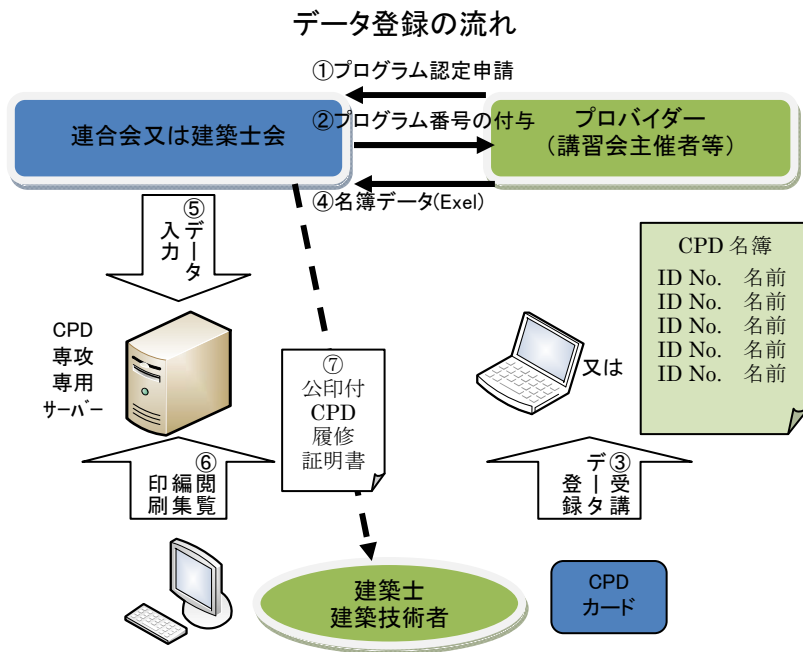 データ登録の流れ
①プログラム認定申請
連合会又は建築士会
②プログラム番号の付与
プロバイダー
（講習会主催者等）
④名簿データ(Exel)
⑤データ
入力
CPD 名簿
ID No. 名前
ID No. 名前
ID No. 名前
ID No. 名前
ID No. 名前
CPD
専攻
専用
ｻｰﾊﾞｰ
⑦
公印付
CPD
履修
証明書
又は
⑥閲覧
編集
印刷
③受講
データ
登録
建築士
建築技術者
CPD
カード